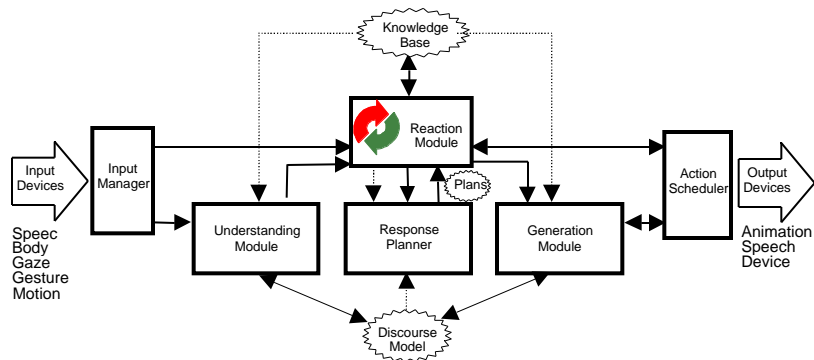 Knowledge
Base
Reaction
Module
Input
Devices
Input
Manager
Action
Scheduler
Output
Devices
Plans
Understanding
Module
Response
Planner
Generation
Module
Speec
Body
Gaze
Gesture
Motion
Animation
Speech
Device
Discourse
Model